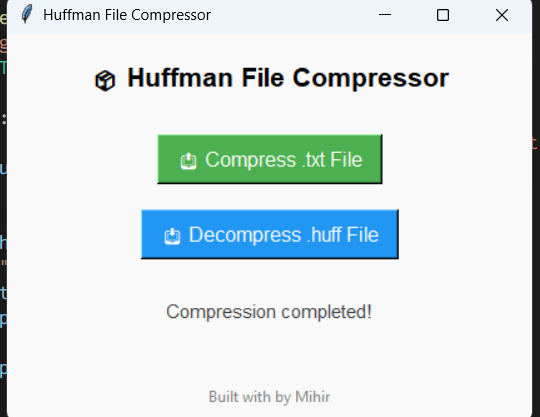 Huffman File Compressor
📦 Huffman File Compressor
📥 Compress .txt File
📥 Decompress .huff File
Compression completed!
Built with by Mihir